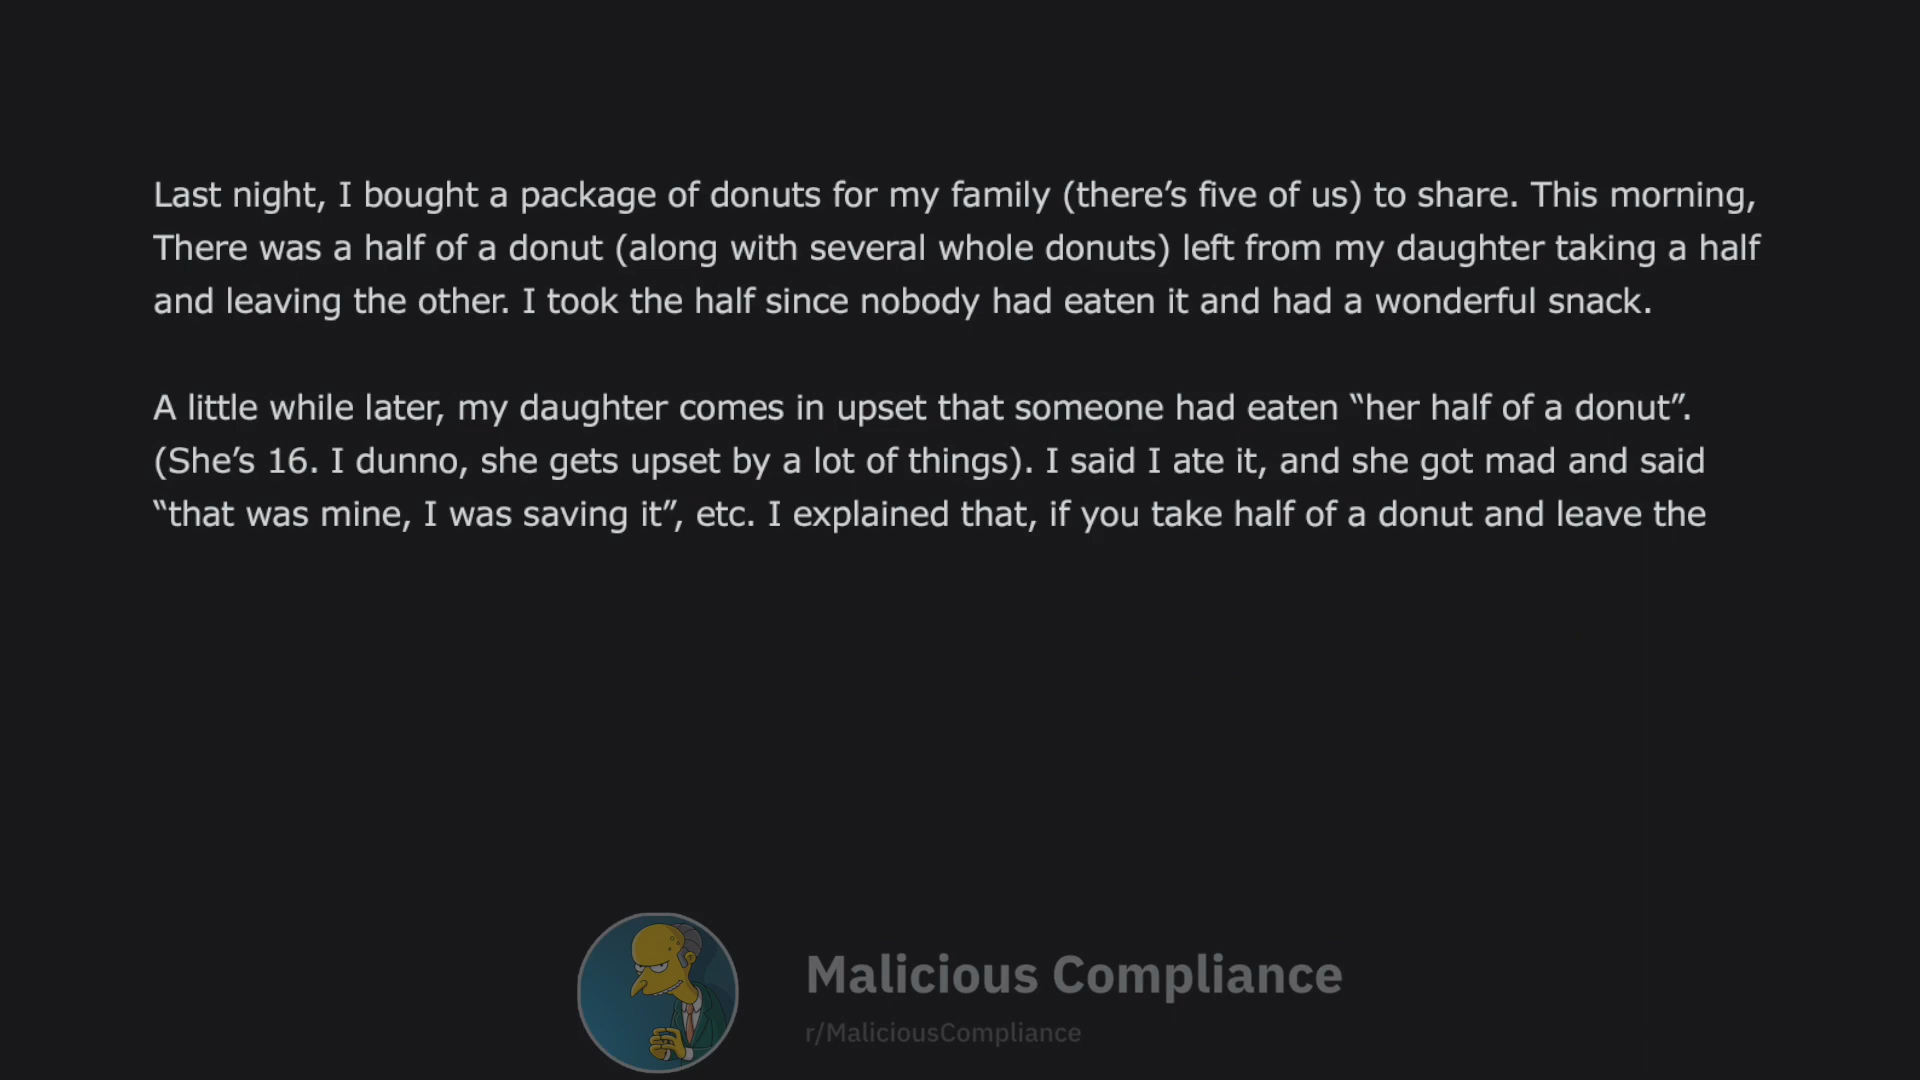 Last night, I bought a package of donuts for my family (there’s five of us) to share. This morning,
There was a half of a donut (along with several whole donuts) left from my daughter taking a half
and leaving the other. I took the half since nobody had eaten it and had a wonderful snack.
A little while later, my daughter comes in upset that someone had eaten “her half of a donut”.
(She’s 16. I dunno, she gets upset by a lot of things). I said I ate it, and she got mad and said
“that was mine, I was saving it”, etc. I explained that, if you take half of a donut and leave the
Malicious Compliance
r/MaliciousCompliance